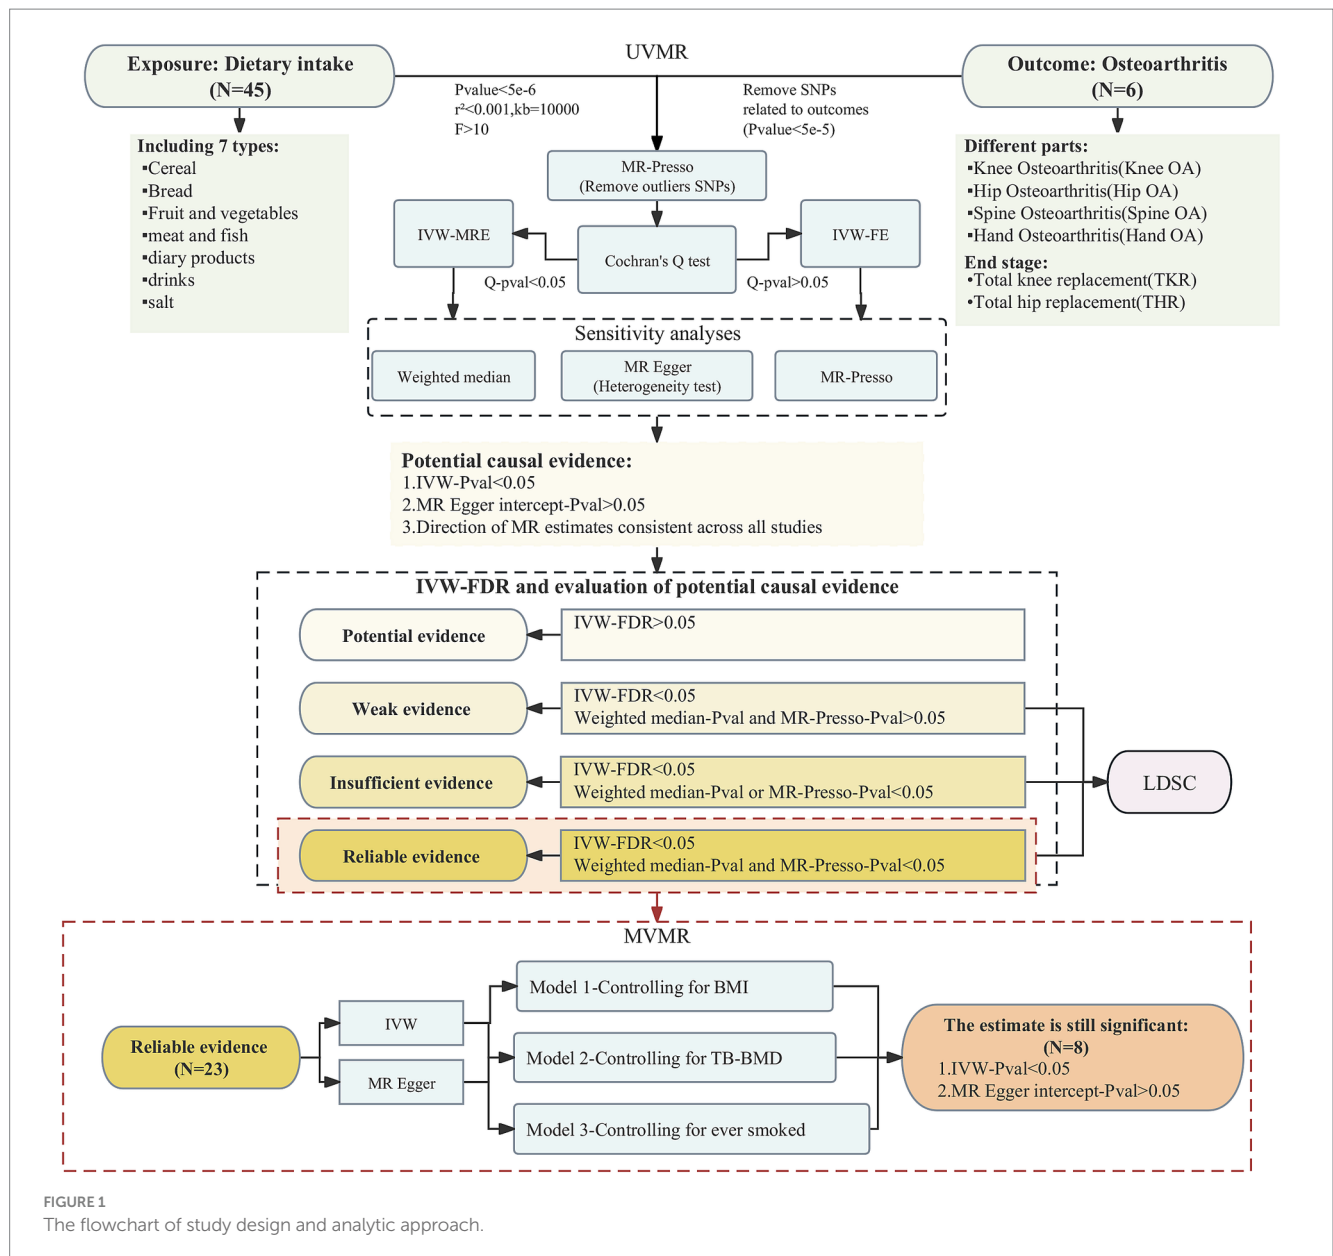 UVMR
Exposure: Dietary intake
(N=45)
Pvalue<5e-6
r²<0.001,kb=10000
F>10
Remove SNPs
related to outcomes
(Pvalue<5e-5)
Outcome: Osteoarthritis
(N=6)
Including 7 types:
▪Cereal
▪Bread
▪Fruit and vegetables
▪meat and fish
▪diary products
▪drinks
▪salt
MR-Presso
(Remove outliers SNPs)
IVW-MRE
Cochran's Q test
IVW-FE
Q-pval<0.05
Q-pval>0.05
Different parts:
▪Knee Osteoarthritis(Knee OA)
▪Hip Osteoarthritis(Hip OA)
▪Spine Osteoarthritis(Spine OA)
▪Hand Osteoarthritis(Hand OA)
End stage:
•Total knee replacement(TKR)
•Total hip replacement(THR)
Sensitivity analyses
Weighted median
MR Egger
(Heterogeneity test)
MR-Presso
Potential causal evidence:
1.IVW-Pval<0.05
2.MR Egger intercept-Pval>0.05
3.Direction of MR estimates consistent across all studies
IVW-FDR and evaluation of potential causal evidence
Potential evidence
IVW-FDR>0.05
Weak evidence
IVW-FDR<0.05
Weighted median-Pval and MR-Presso-Pval>0.05
Insufficient evidence
IVW-FDR<0.05
Weighted median-Pval or MR-Presso-Pval<0.05
LDSC
Reliable evidence
IVW-FDR<0.05
Weighted median-Pval and MR-Presso-Pval<0.05
MVMR
Reliable evidence
(N=23)
IVW
MR Egger
Model 1-Controlling for BMI
Model 2-Controlling for TB-BMD
Model 3-Controlling for ever smoked
The estimate is still significant:
(N=8)
1.IVW-Pval<0.05
2.MR Egger intercept-Pval>0.05
FIGURE 1
The flowchart of study design and analytic approach.